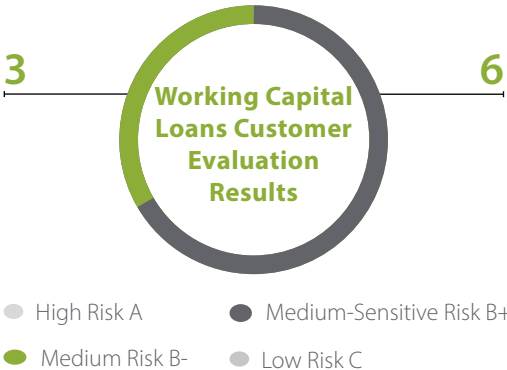 3
6
Working Capital
Loans Customer
Evaluation
Results
High Risk A
Medium-Sensitive Risk B+
Medium Risk B-
Low Risk C